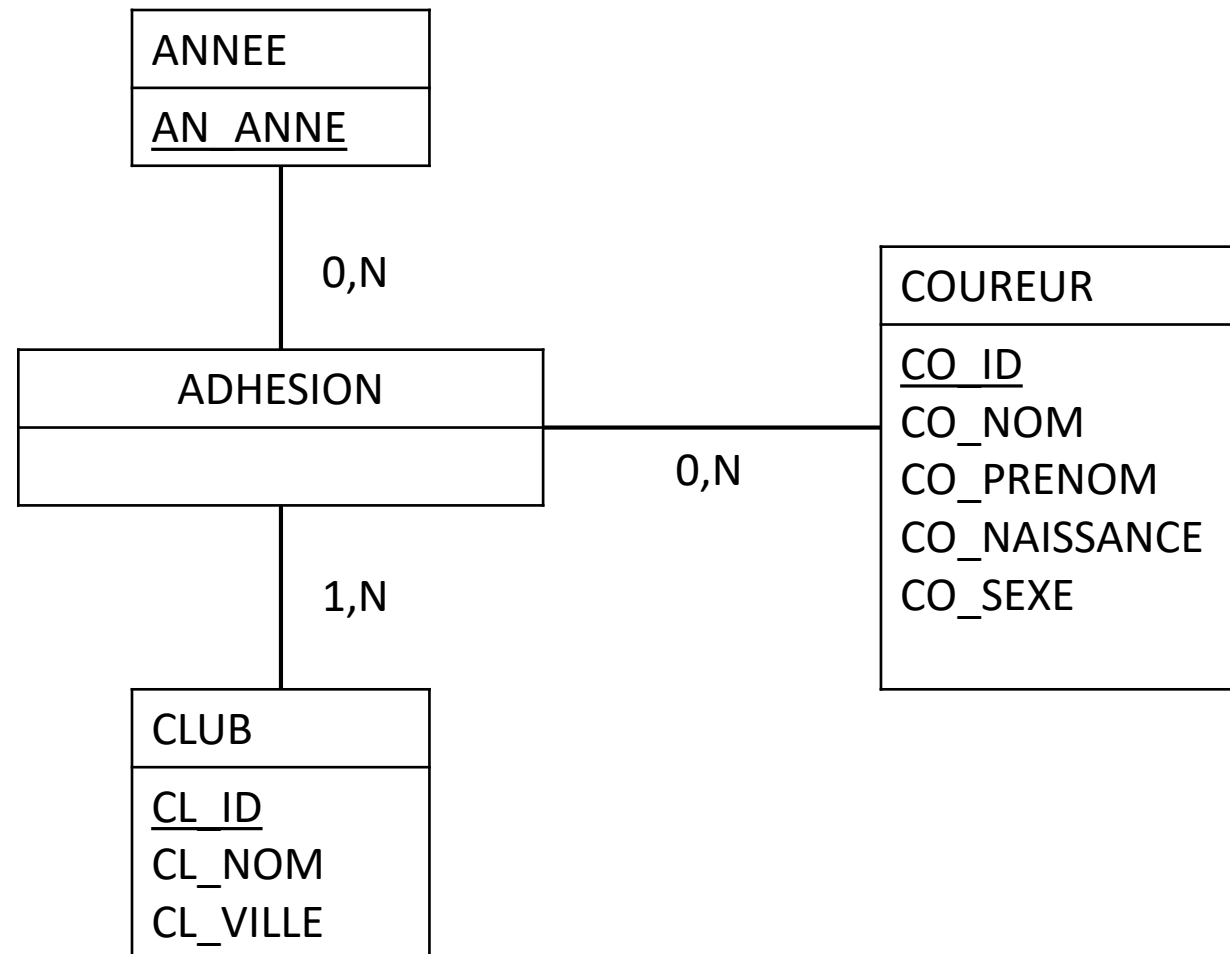 ANNEE
AN_ANNE
0,N
COUREUR
ADHESION
CO_ID
CO_NOM
0,N
CO_PRENOM
CO_NAISSANCE
CO_SEXE
1,N
CLUB
CL_ID
CL_NOM
CL_VILLE